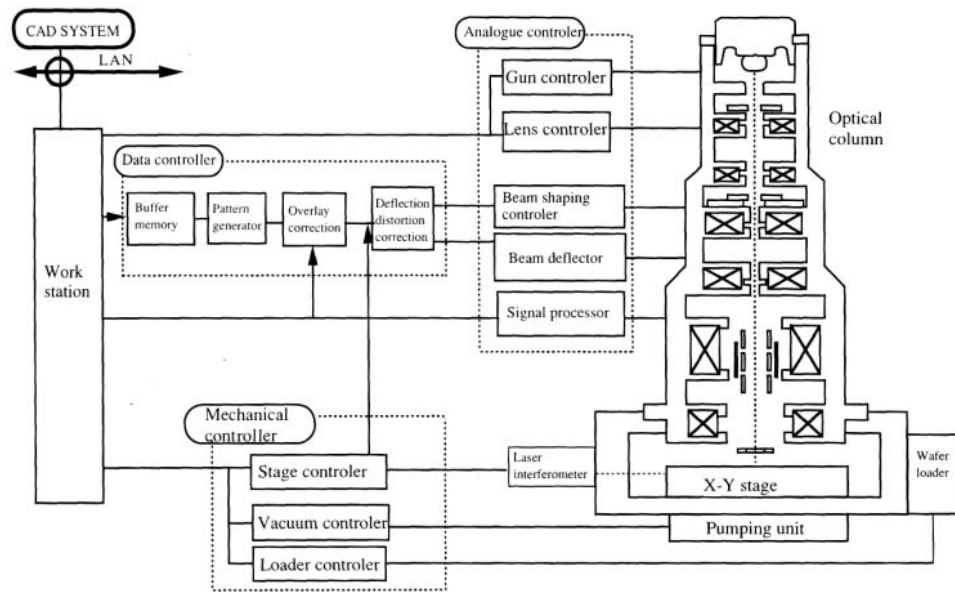 CAD SYSTEM
LAN
Analogue controler
Gun controler
Optical
column
Lens controler
Data controller
Buffer
memory
Pattern
generator
Overlay
correction
Deflection
distortion
correction
Beam shaping
controler
Beam deflector
Work
station
Signal processor
Mechanical
controller
Stage controler
Laser
interferometer
X-Y stage
Wafer
loader
Vacuum controler
Pumping unit
Loader controler